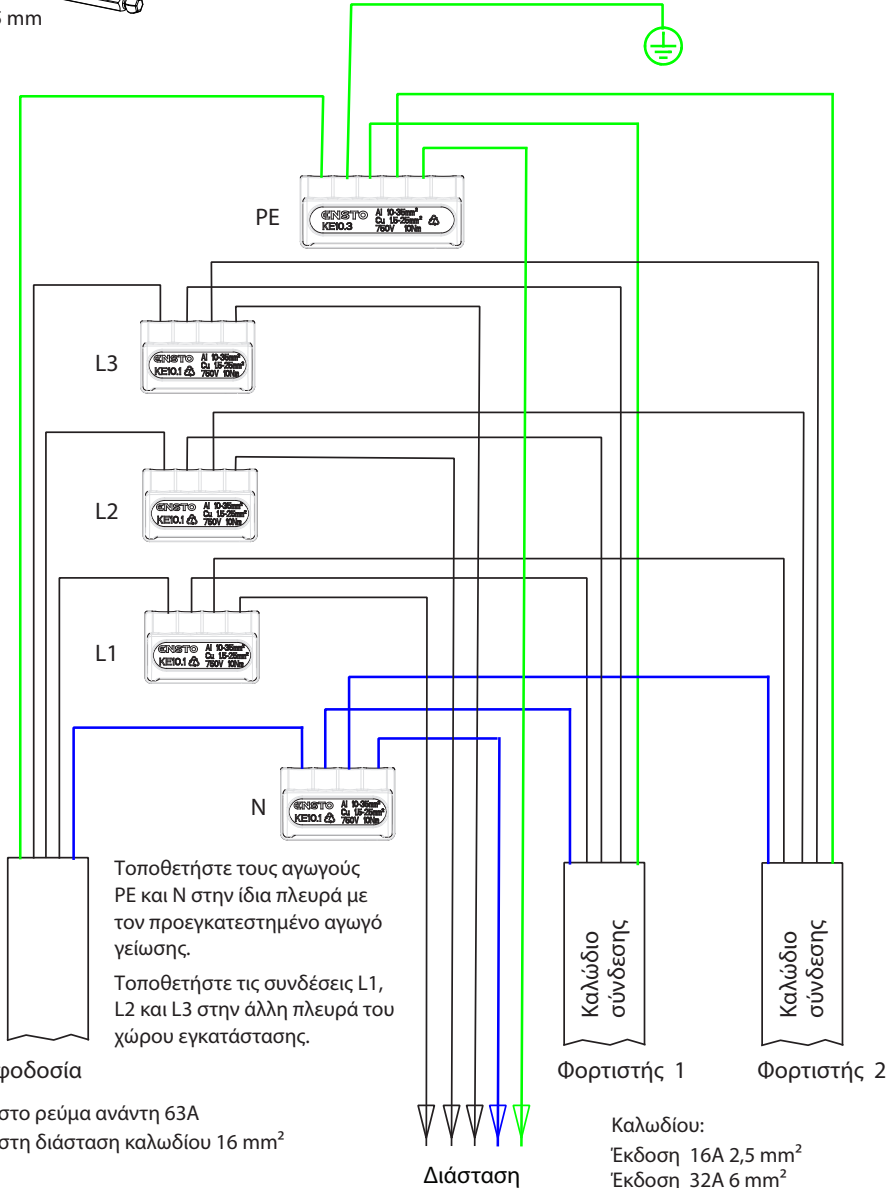 5 mm
PE
ENSTO
KE10.3
Al 10-35mm²
Cu 1.5-25mm²
750V 10Nm
L3
ENSTO
KE10.1
Al 10-35mm²
Cu 1.5-25mm²
750V 10Nm
L2
ENSTO
KE10.1
Al 10-35mm²
Cu 1.5-25mm²
750V 10Nm
L1
ENSTO
KE10.1
Al 10-35mm²
Cu 1.5-25mm²
750V 10Nm
N
ENSTO
KE10.1
Al 10-35mm²
Cu 1.5-25mm²
750V 10Nm
Τοποθετήστε τους αγωγούς
PE και N στην ίδια πλευρά με
τον προεγκατεστημένο αγωγό
γείωσης.
Τοποθετήστε τις συνδέσεις L1,
L2 και L3 στην άλλη πλευρά του
χώρου εγκατάστασης.
Καλώδιο
σύνδεσης
Καλώδιο
σύνδεσης
φοδοσία
Φορτιστής 1
Φορτιστής 2
στο ρεύμα ανάντη 63A
στη διάσταση καλωδίου 16 mm²
Διάσταση
Καλωδίου:
Έκδοση 16A 2,5 mm²
Έκδοση 32A 6 mm²